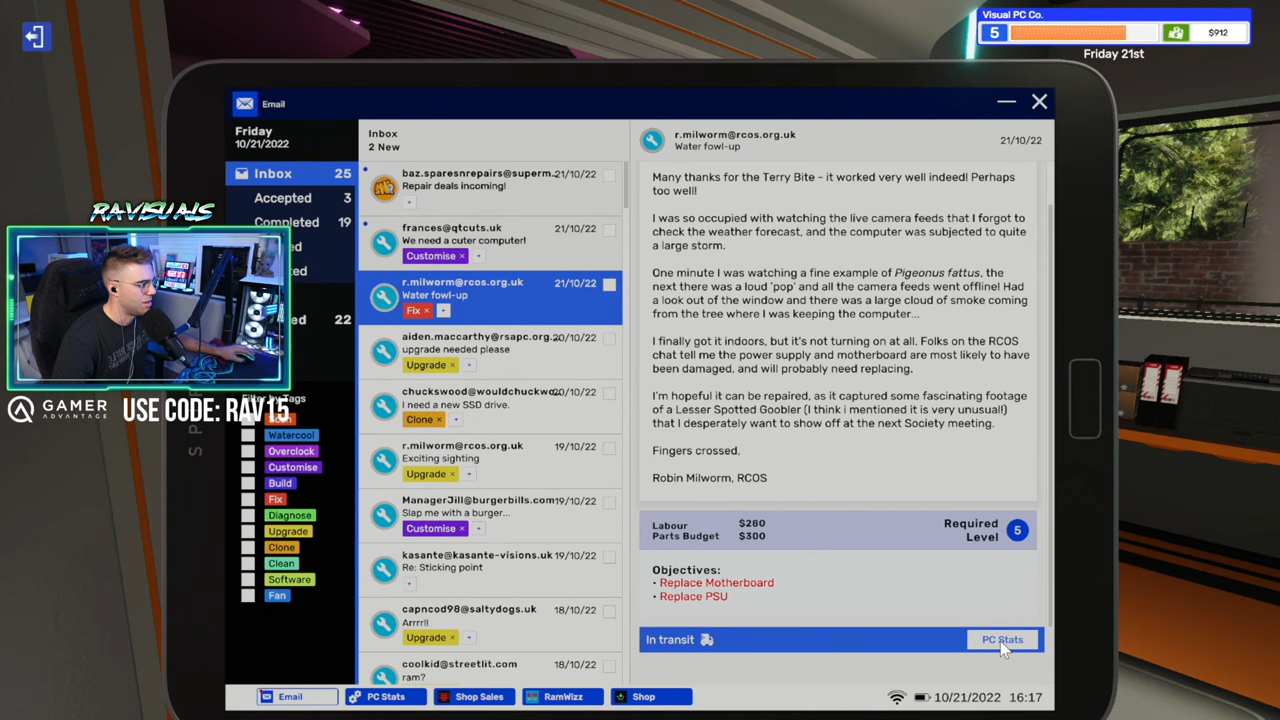 Visual PC Co.
5
$912
Friday 21st
Email
Friday
10/21/2022
Inbox 25
Accepted 3
Completed 19
22
RAVISUALS
GAMER
ADVANTAGE
USE CODE: RAV15
Filter by Tags
Watercool
Overclock
Customise
Build
Fix
Diagnose
Upgrade
Clone
Clean
Software
Fan
Inbox
2 New
baz.sparesnrepairs@superm... 21/10/22
Repair deals incoming!
+
frances@qtcuts.uk 21/10/22
We need a cuter computer!
Customise × +
r.milworm@rcos.org.uk 21/10/22
Water fowl-up
Fix × +
aiden.maccarthy@rsapc.org... 20/10/22
upgrade needed please
Upgrade × +
chuckswood@wouldchuckwo... 20/10/22
I need a new SSD drive.
Clone × +
r.milworm@rcos.org.uk 19/10/22
Exciting sighting
Upgrade × +
ManagerJill@burgerbills.com 19/10/22
Slap me with a burger...
Customise × +
kasante@kasante-visions.uk 19/10/22
Re: Sticking point
+
capncod98@saltydogs.uk 18/10/22
Arrrr!!
Upgrade × +
coolkid@streetlit.com 18/10/22
ram?
r.milworm@rcos.org.uk
Water fowl-up
21/10/22
Many thanks for the Terry Bite - it worked very well indeed! Perhaps
too well!
I was so occupied with watching the live camera feeds that I forgot to
check the weather forecast, and the computer was subjected to quite
a large storm.
One minute I was watching a fine example of Pigeonus fattus, the
next there was a loud 'pop' and all the camera feeds went offline! Had
a look out of the window and there was a large cloud of smoke coming
from the tree where I was keeping the computer...
I finally got it indoors, but it's not turning on at all. Folks on the RCOS
chat tell me the power supply and motherboard are most likely to have
been damaged, and will probably need replacing.
I'm hopeful it can be repaired, as it captured some fascinating footage
of a Lesser Spotted Goobler (I think i mentioned it is very unusual!)
that I desperately want to show off at the next Society meeting.
Fingers crossed,
Robin Milworm, RCOS
Labour $280
Parts Budget $300
Required
Level
5
Objectives:
• Replace Motherboard
• Replace PSU
In transit
PC Stats
Email
PC Stats
Shop Sales
RamWizz
Shop
10/21/2022 16:17